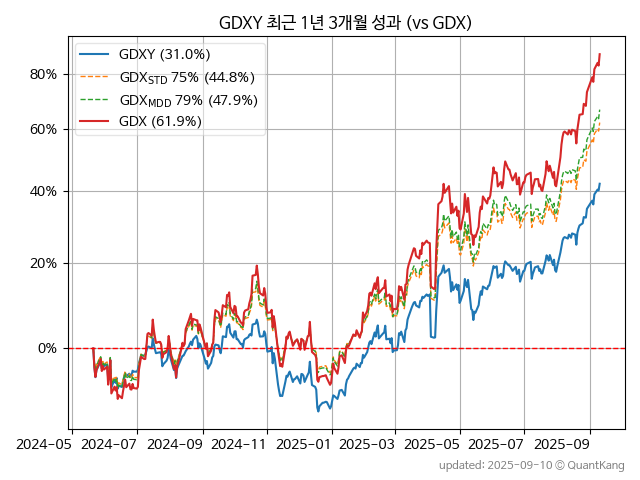 GDXY 최근 1년 3개월 성과 (vs GDX)
GDXY (31.0%)
GDX_STD 75% (44.8%)
GDX_MDD 79% (47.9%)
GDX (61.9%)
80%
60%
40%
20%
0%
2024-05 2024-07 2024-09 2024-11 2025-01 2025-03 2025-05 2025-07 2025-09
updated: 2025-09-10 © QuantKang